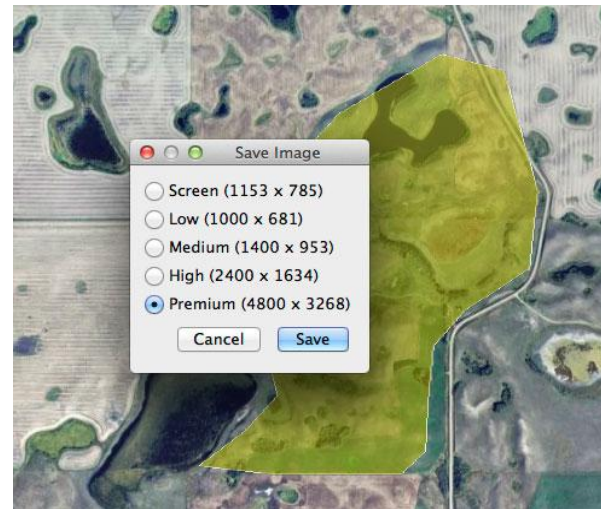 Save Image
Screen (1153 x 785)
Low (1000 x 681)
Medium (1400 x 953)
High (2400 x 1634)
Premium (4800 x 3268)
Cancel Save